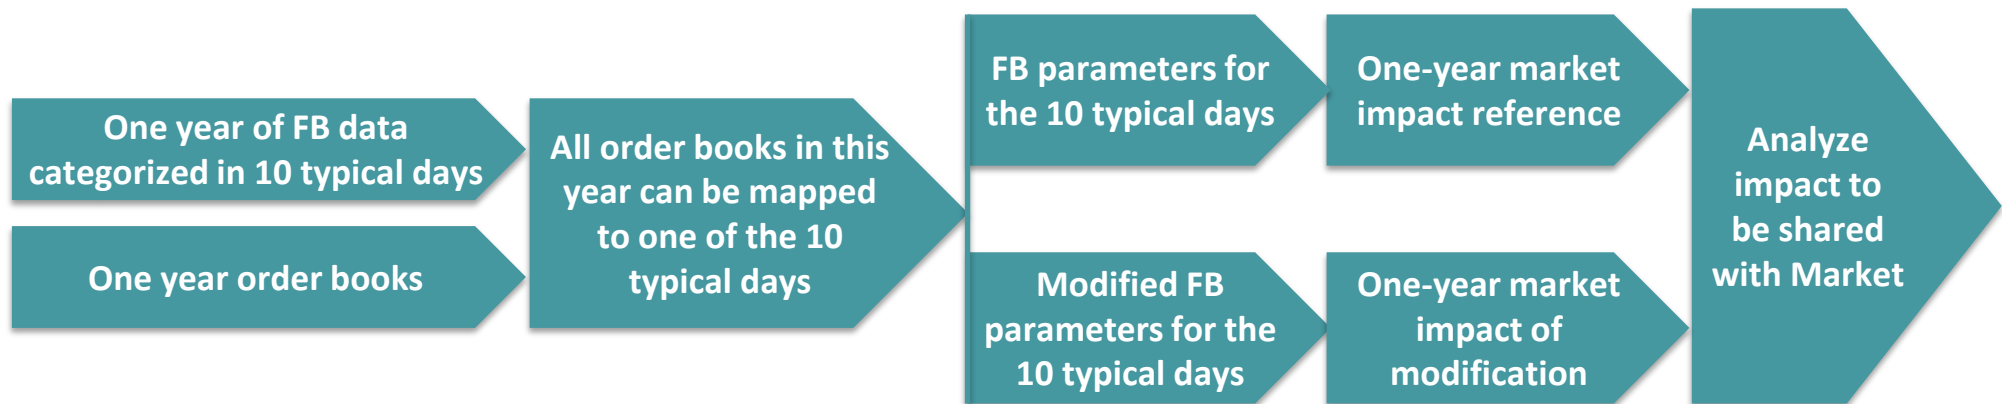 One year of FB data
categorized in 10 typical days
One year order books
All order books in this
year can be mapped
to one of the 10
typical days
FB parameters for
the 10 typical days
One-year market
impact reference
Modified FB
parameters for the
10 typical days
One-year market
impact of
modification
Analyze
impact to
be shared
with Market